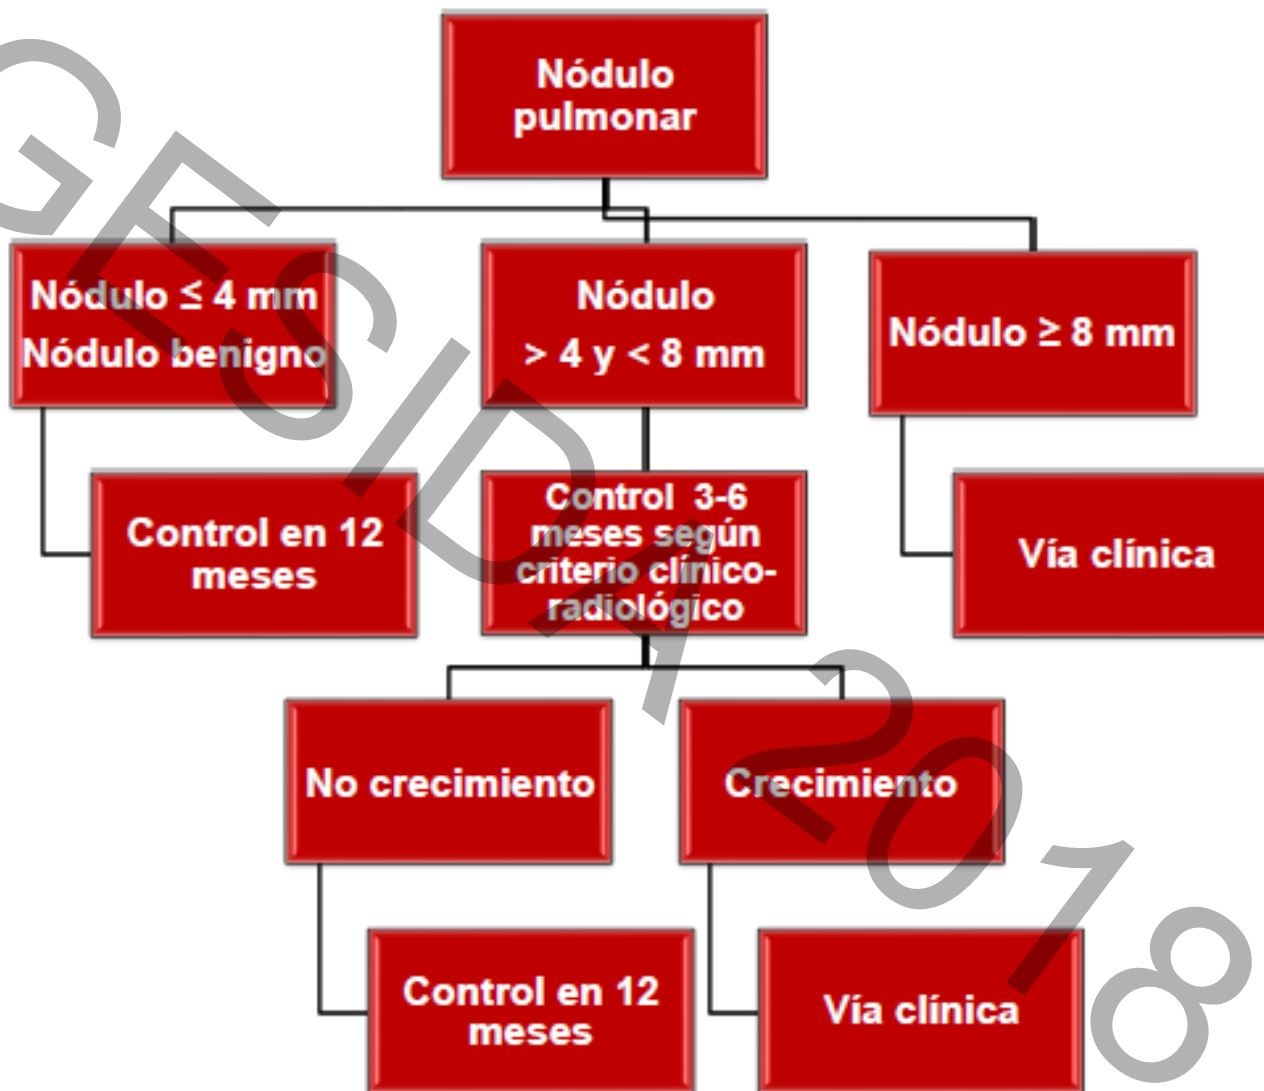 Nódulo
pulmonar
Nódulo ≤ 4 mm
Nódulo benigno
Nódulo
> 4 y < 8 mm
Nódulo ≥ 8 mm
Control en 12
meses
Control 3-6
meses según
criterio clínico-
radiológico
Vía clínica
No crecimiento
Crecimiento
Control en 12
meses
Vía clínica
GESIDA 2018